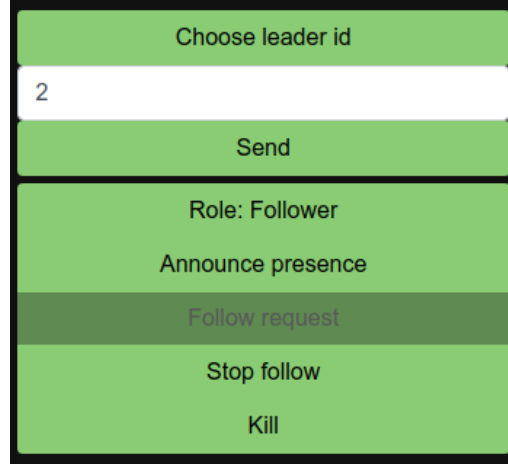 Choose leader id
2
Send
Role: Follower
Announce presence
Follow request
Stop follow
Kill